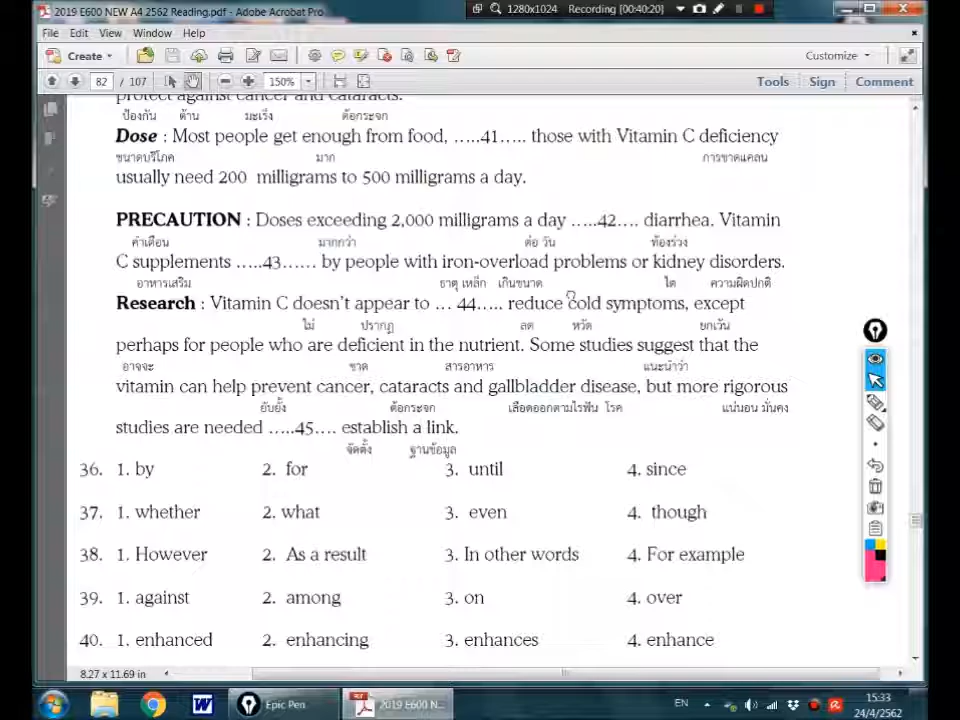 2019 E600 NEW A4 2562 Reading.pdf - Adobe Acrobat Pro
1280x1024 Recording [00:40:20]
File Edit View Window Help
Create Customize
82 / 107 150% Tools Sign Comment
protect against cancer and cataracts.
ป้องกัน ต้าน มะเร็ง ต้อกระจก
Dose : Most people get enough from food, …..41….. those with Vitamin C deficiency
ขนาดบริโภค มาก การขาดแคลน
usually need 200 milligrams to 500 milligrams a day.
PRECAUTION : Doses exceeding 2,000 milligrams a day …..42…. diarrhea. Vitamin
คำเตือน มากกว่า ต่อ วัน ท้องร่วง
C supplements …..43…... by people with iron-overload problems or kidney disorders.
อาหารเสริม ธาตุ เหล็ก เกินขนาด ไต ความผิดปกติ
Research : Vitamin C doesn't appear to … 44….. reduce cold symptoms, except
ไม่ ปรากฏ ลด หวัด ยกเว้น
perhaps for people who are deficient in the nutrient. Some studies suggest that the
อาจจะ ขาด สารอาหาร แนะนำว่า
vitamin can help prevent cancer, cataracts and gallbladder disease, but more rigorous
ยับยั้ง ต้อกระจก เลือดออกตามไรฟัน โรค แน่นอน มั่นคง
studies are needed …..45…. establish a link.
จัดตั้ง ฐานข้อมูล
36. 1. by 2. for 3. until 4. since
37. 1. whether 2. what 3. even 4. though
38. 1. However 2. As a result 3. In other words 4. For example
39. 1. against 2. among 3. on 4. over
40. 1. enhanced 2. enhancing 3. enhances 4. enhance
8.27 x 11.69 in
Epic Pen 2019 E600 N... EN 15:33
24/4/2562